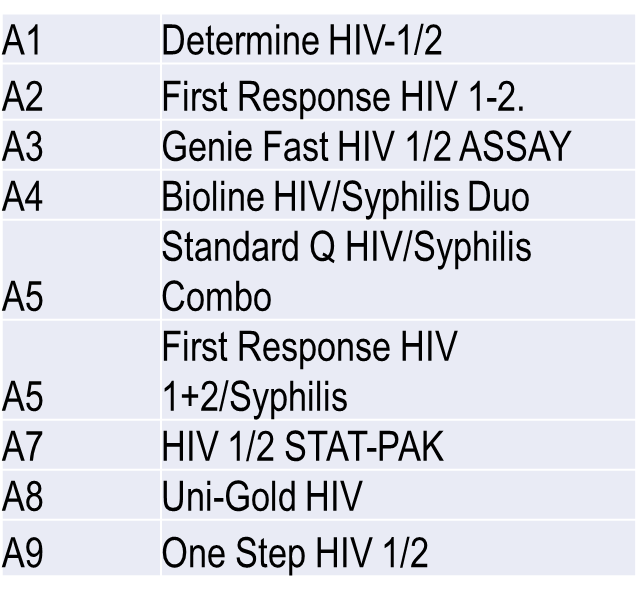 A1 Determine HIV-1/2
A2 First Response HIV 1-2.
A3 Genie Fast HIV 1/2 ASSAY
A4 Bioline HIV/Syphilis Duo
Standard Q HIV/Syphilis
A5 Combo
First Response HIV
A5 1+2/Syphilis
A7 HIV 1/2 STAT-PAK
A8 Uni-Gold HIV
A9 One Step HIV 1/2